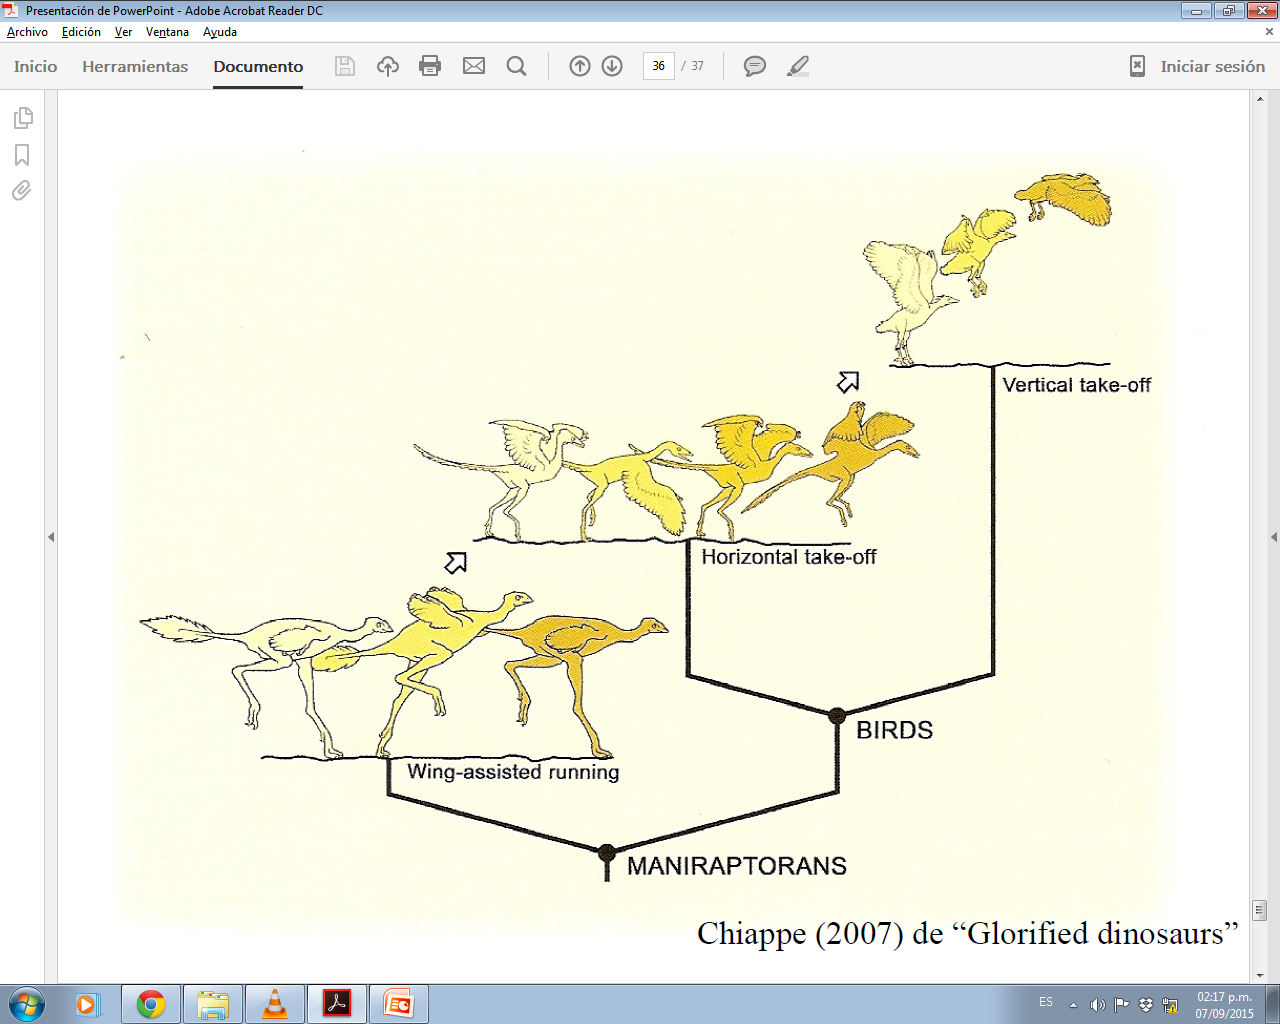 Presentación de PowerPoint - Adobe Acrobat Reader DC
Archivo Edición Ver Ventana Ayuda
Inicio Herramientas Documento 36 / 37 Iniciar sesión
Vertical take-off
Horizontal take-off
BIRDS
Wing-assisted running
MANIRAPTORANS
Chiappe (2007) de “Glorified dinosaurs”
ES 02:17 p.m.
07/09/2015